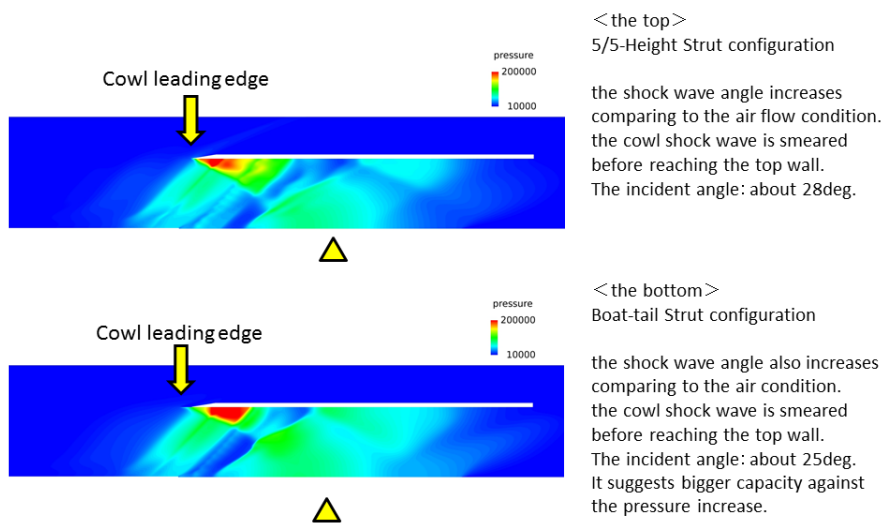 ＜the top＞
5/5-Height Strut configuration
pressure
200000
10000
Cowl leading edge
the shock wave angle increases
comparing to the air flow condition.
the cowl shock wave is smeared
before reaching the top wall.
The incident angle: about 28deg.
＜the bottom＞
Boat-tail Strut configuration
pressure
200000
10000
Cowl leading edge
the shock wave angle also increases
comparing to the air condition.
the cowl shock wave is smeared
before reaching the top wall.
The incident angle: about 25deg.
It suggests bigger capacity against
the pressure increase.